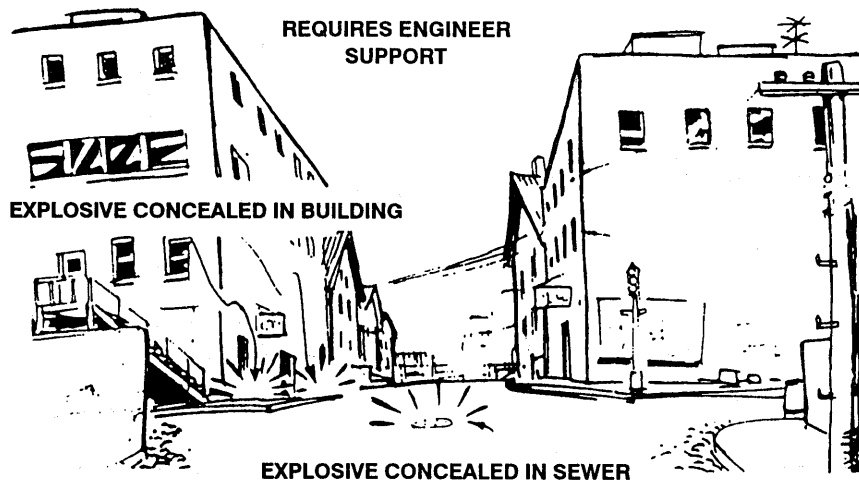 REQUIRES ENGINEER
SUPPORT
EXPLOSIVE CONCEALED IN BUILDING
EXPLOSIVE CONCEALED IN SEWER